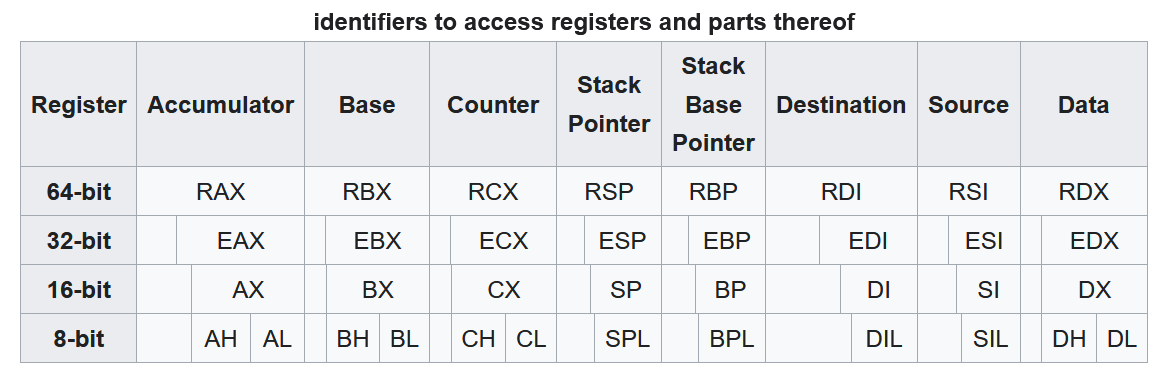 identifiers to access registers and parts thereof
Register Accumulator Base Counter Stack Pointer Stack Base Pointer Destination Source Data
64-bit RAX RBX RCX RSP RBP RDI RSI RDX
32-bit EAX EBX ECX ESP EBP EDI ESI EDX
16-bit AX BX CX SP BP DI SI DX
8-bit AH AL BH BL CH CL SPL BPL DIL SIL DH DL